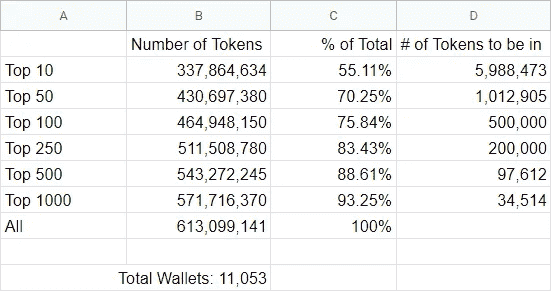 A B C D
Number of Tokens % of Total # of Tokens to be in
Top 10 337,864,634 55.11% 5,988,473
Top 50 430,697,380 70.25% 1,012,905
Top 100 464,948,150 75.84% 500,000
Top 250 511,508,780 83.43% 200,000
Top 500 543,272,245 88.61% 97,612
Top 1000 571,716,370 93.25% 34,514
All 613,099,141 100%
Total Wallets: 11,053